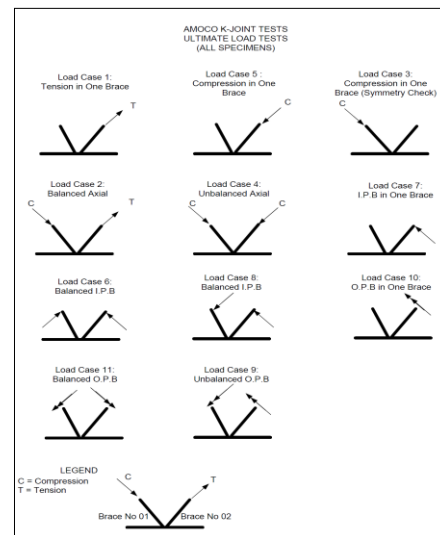 AMOCO K-JOINT TESTS
ULTIMATE LOAD TESTS
(ALL SPECIMENS)
Load Case 1:
Tension in One Brace
T
Load Case 5 :
Compression in One
Brace
C
Load Case 3:
Compression in One
Brace (Symmetry Check)
C
Load Case 2:
Balanced Axial
C
T
Load Case 4:
Unbalanced Axial
C
C
Load Case 7:
I.P.B in One Brace
Load Case 6:
Balanced I.P.B
Load Case 8:
Balanced I.P.B
Load Case 10:
O.P.B in One Brace
Load Case 11:
Balanced O.P.B
Load Case 9:
Unbalanced O.P.B
LEGEND
C = Compression
T = Tension
C
T
Brace No 01
Brace No 02